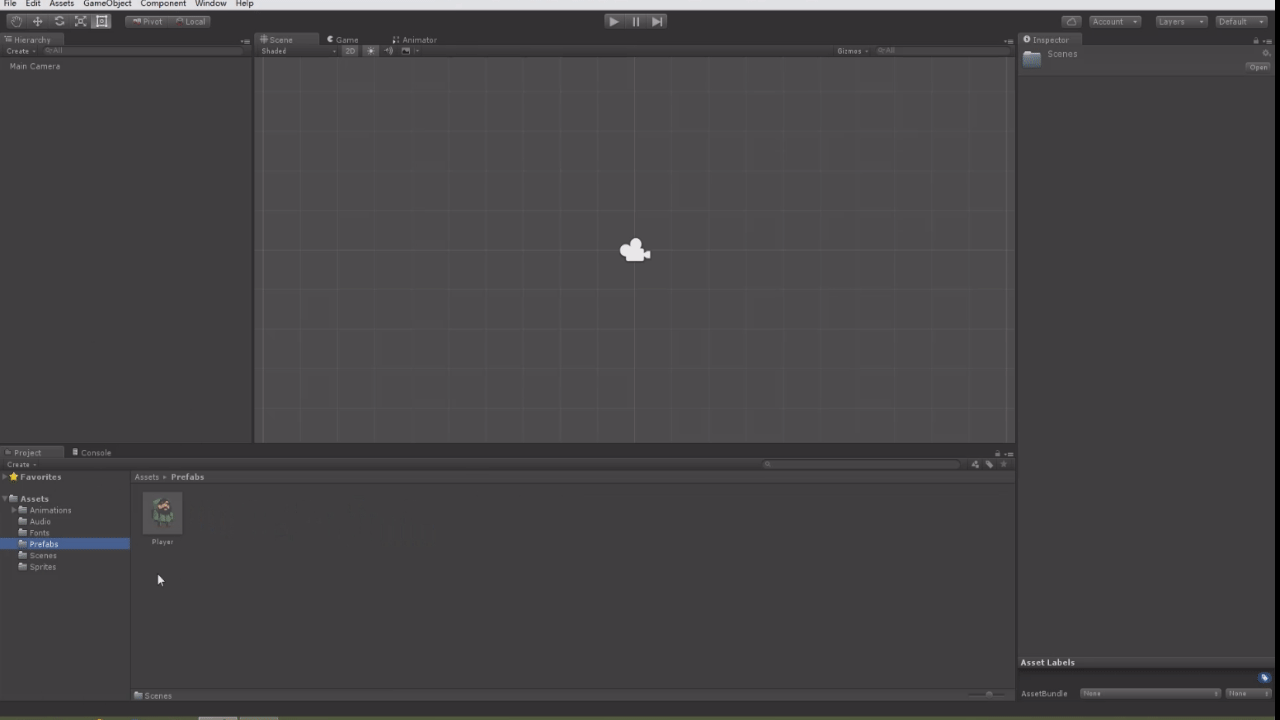 File Edit Assets GameObject Component Window Help
Pivot Local Account Layers Default
Hierarchy Scene Game Animator Inspector
Create All Shaded 2D Gizmos All Scenes
Main Camera Open
Project Console
Create
Favorites Assets Prefabs
Assets
Animations
Audio
Fonts
Prefabs Player
Scenes
Sprites
Asset Labels
Scenes AssetBundle None None